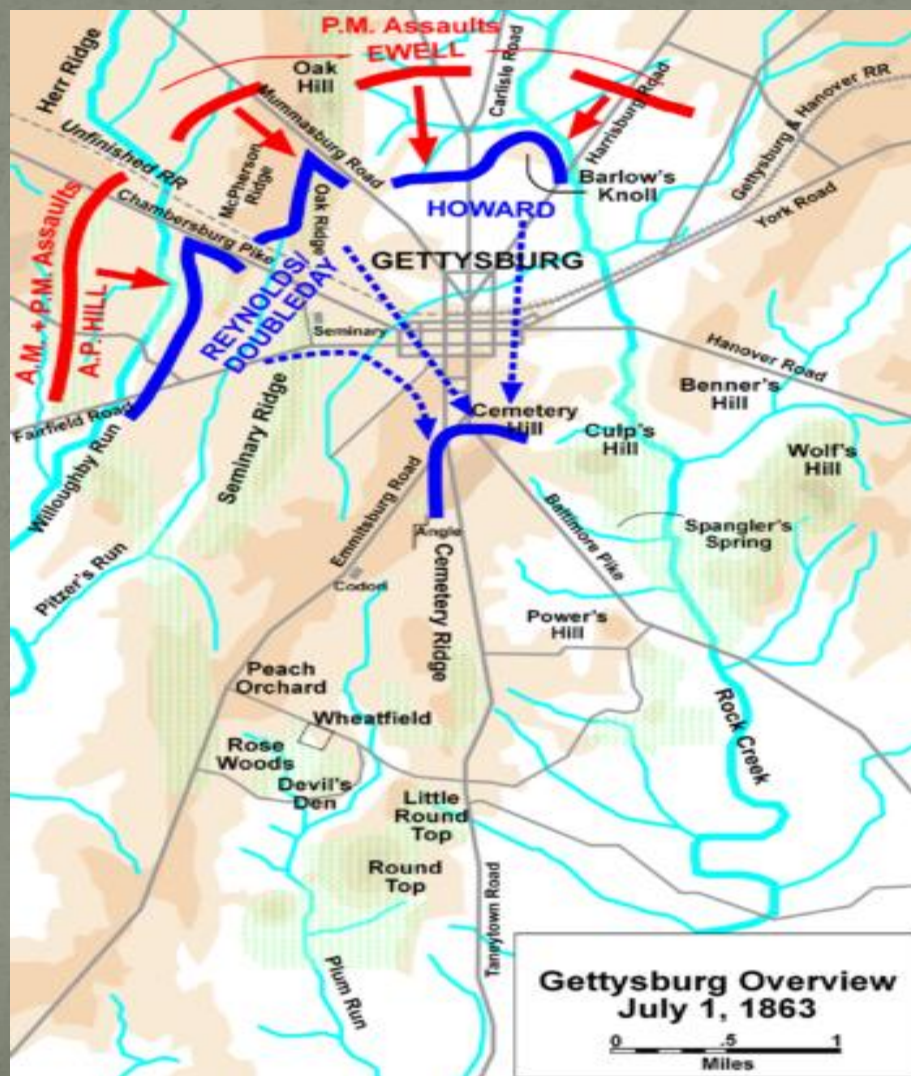 P.M. Assaults
EWELL
Oak
Hill
Herr Ridge
Mummasburg Road
Carlisle Road
Harrisburg Road
Gettysburg & Hanover RR
Unfinished RR
McPherson
Ridge
Oak Ridge
Barlow's
Knoll
York Road
Chambersburg Pike
HOWARD
A.M. + P.M. Assaults
A.P. HILL
GETTYSBURG
REYNOLDS/
DOUBLEDAY
Seminary
Hanover Road
Fairfield Road
Seminary Ridge
Benner's
Hill
Cemetery
Hill
Culp's
Hill
Wolf's
Hill
Willoughby Run
Emmitsburg Road
Baltimore Pike
Spangler's
Spring
Angle
Pitzer's Run
Codori
Cemetery Ridge
Power's
Hill
Peach
Orchard
Wheatfield
Rock Creek
Rose
Woods
Devil's
Den
Little
Round
Top
Round
Top
Taneytown Road
Plum Run
Gettysburg Overview
July 1, 1863
0 .5 1
Miles